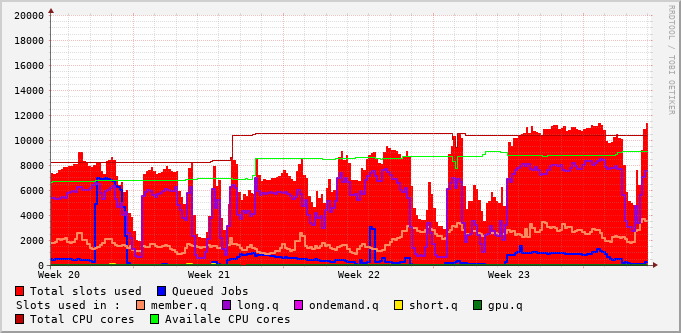 20000
18000
16000
14000
12000
10000
8000
6000
4000
2000
0
Week 20 Week 21 Week 22 Week 23
RRDTOOL / TOBI OETIKER
Total slots used Queued Jobs
Slots used in : member.q long.q ondemand.q short.q gpu.q
Total CPU cores Availale CPU cores